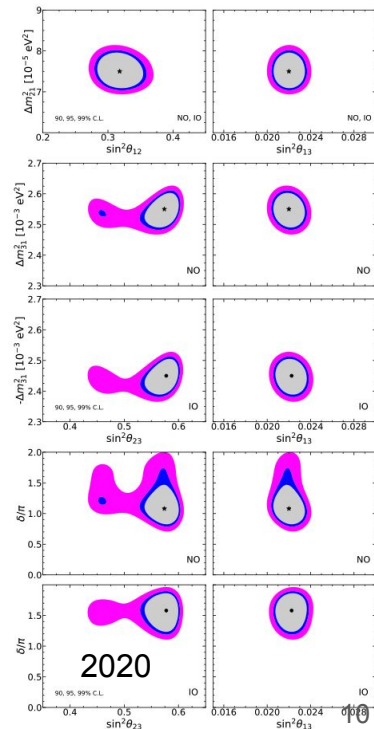 9
8
7
Δm²₂₁ [10⁻⁵ eV²]
90, 95, 99% C.L.
NO, IO
NO, IO
0.2 0.3 0.4
sin²θ₁₂
0.016 0.020 0.024 0.028
sin²θ₁₃
2.7
2.6
2.5
2.4
2.3
Δm²₃₁ [10⁻³ eV²]
NO
NO
2.7
2.6
2.5
2.4
2.3
-Δm²₃₁ [10⁻³ eV²]
90, 95, 99% C.L.
IO
IO
0.4 0.5 0.6
sin²θ₂₃
0.016 0.020 0.024 0.028
sin²θ₁₃
2.0
1.5
1.0
0.5
0.0
δ/π
NO
NO
1.5
1.0
0.5
0.0
δ/π
2020
90, 95, 99% C.L.
IO
IO
0.4 0.5 0.6
sin²θ₂₃
0.016 0.020 0.024
sin²θ₁₃
10